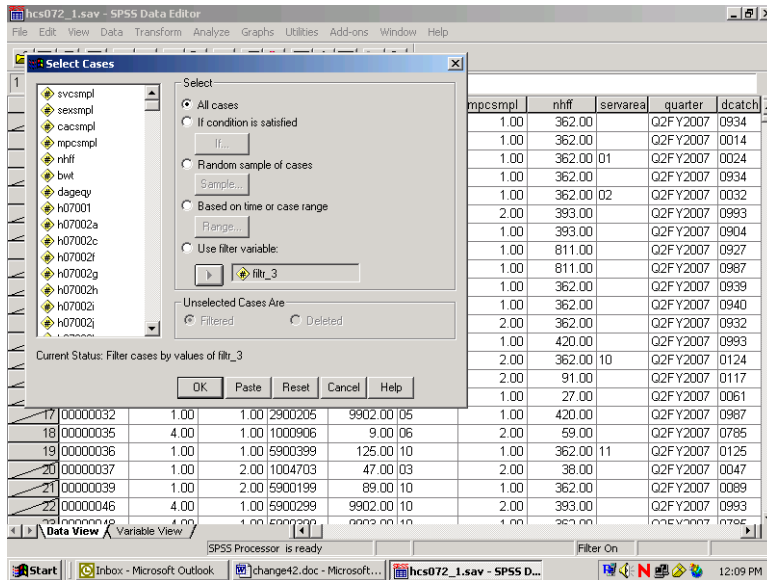 hcs072_1.sav - SPSS Data Editor
File Edit View Data Transform Analyze Graphs Utilities Add-ons Window Help
Select Cases
1
svcsmpl
sexsmpl
cacsmpl
mpcsmpl
nhff
bwt
dageqy
h07001
h07002a
h07002c
h07002f
h07002g
h07002h
h07002i
h07002j
Select
All cases
If condition is satisfied
If...
Random sample of cases
Sample...
Based on time or case range
Range...
Use filter variable:
filtr_3
Unselected Cases Are
Filtered Deleted
Current Status: Filter cases by values of filtr_3
OK Paste Reset Cancel Help
mpcsmpl nhff servarea quarter dcatch
1.00 362.00 Q2FY2007 0934
1.00 362.00 Q2FY2007 0014
1.00 362.00 01 Q2FY2007 0024
1.00 362.00 Q2FY2007 0934
1.00 362.00 02 Q2FY2007 0032
2.00 393.00 Q2FY2007 0993
1.00 393.00 Q2FY2007 0904
1.00 811.00 Q2FY2007 0927
1.00 811.00 Q2FY2007 0987
1.00 362.00 Q2FY2007 0939
1.00 362.00 Q2FY2007 0940
2.00 362.00 Q2FY2007 0932
1.00 420.00 Q2FY2007 0993
2.00 362.00 10 Q2FY2007 0124
2.00 91.00 Q2FY2007 0117
1.00 27.00 Q2FY2007 0061
17 00000032 1.00 1.00 2900205 9902.00 05 1.00 420.00 Q2FY2007 0987
18 00000035 4.00 1.00 1000906 9.00 06 2.00 59.00 Q2FY2007 0785
19 00000036 1.00 1.00 5900399 125.00 10 1.00 362.00 11 Q2FY2007 0125
20 00000037 1.00 2.00 1004703 47.00 03 2.00 38.00 Q2FY2007 0047
21 00000039 1.00 2.00 5900199 89.00 10 1.00 362.00 Q2FY2007 0089
22 00000046 4.00 1.00 5900299 9902.00 10 2.00 393.00 Q2FY2007 0993
Data View Variable View
SPSS Processor is ready Filter On
Start Inbox - Microsoft Outlook change42.doc - Microsoft... hcs072_1.sav - SPSS D... 12:09 PM